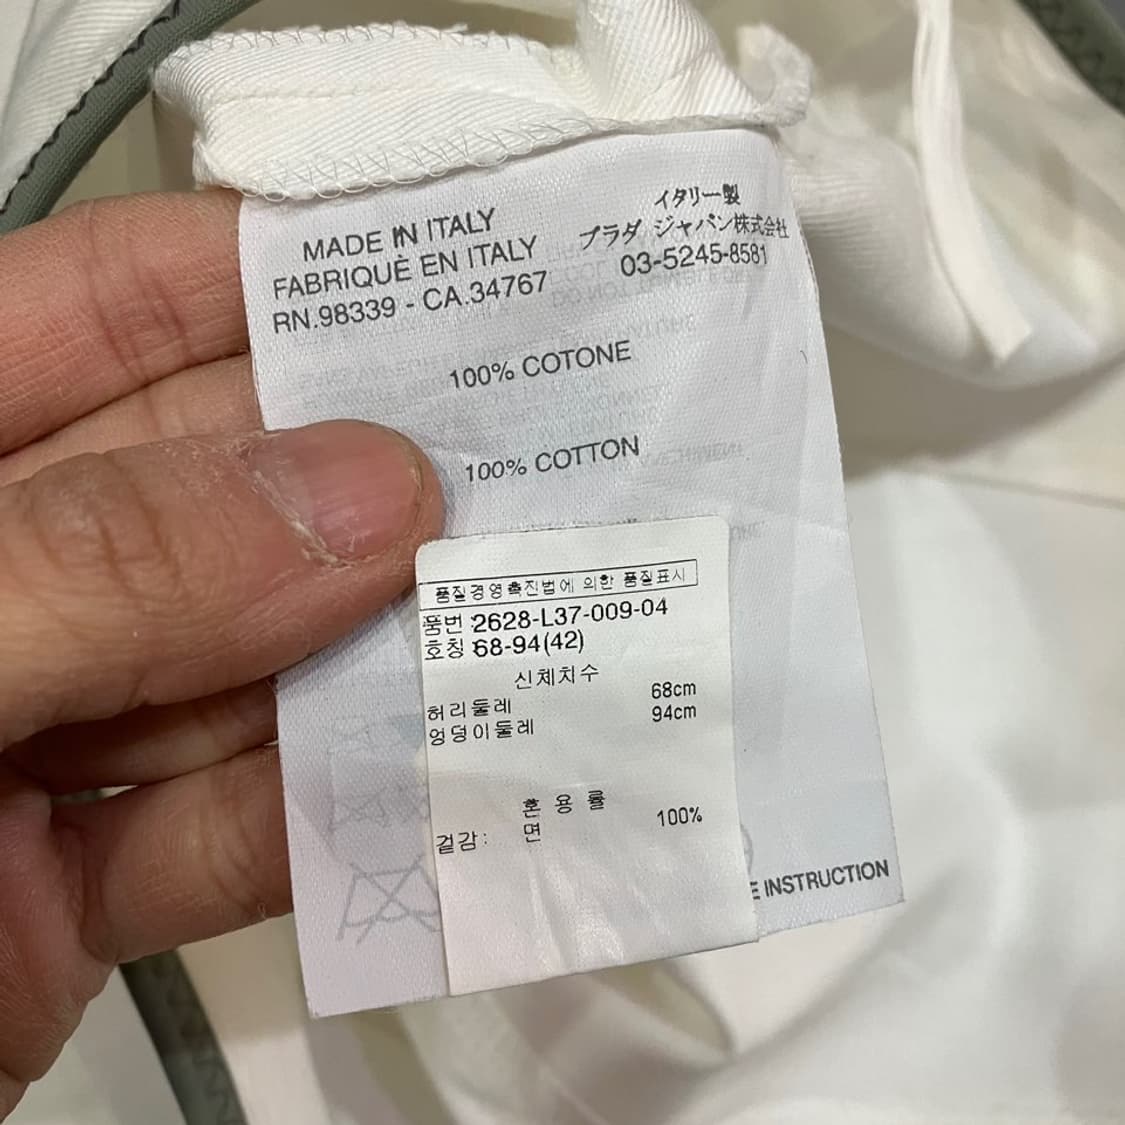 MADE IN ITALY
FABRIQUÈ EN ITALY
RN.98339 - CA.34767
イタリー製
プラダ ジャパン株式会社
03-5245-8581
100% COTONE
100% COTTON
품질경영촉진법에 의한 품질표시
품번:2628-L37-009-04
호칭:68-94(42)
신체치수
허리둘레 68cm
엉덩이둘레 94cm
혼 용 률
겉감: 면 100%
INSTRUCTION